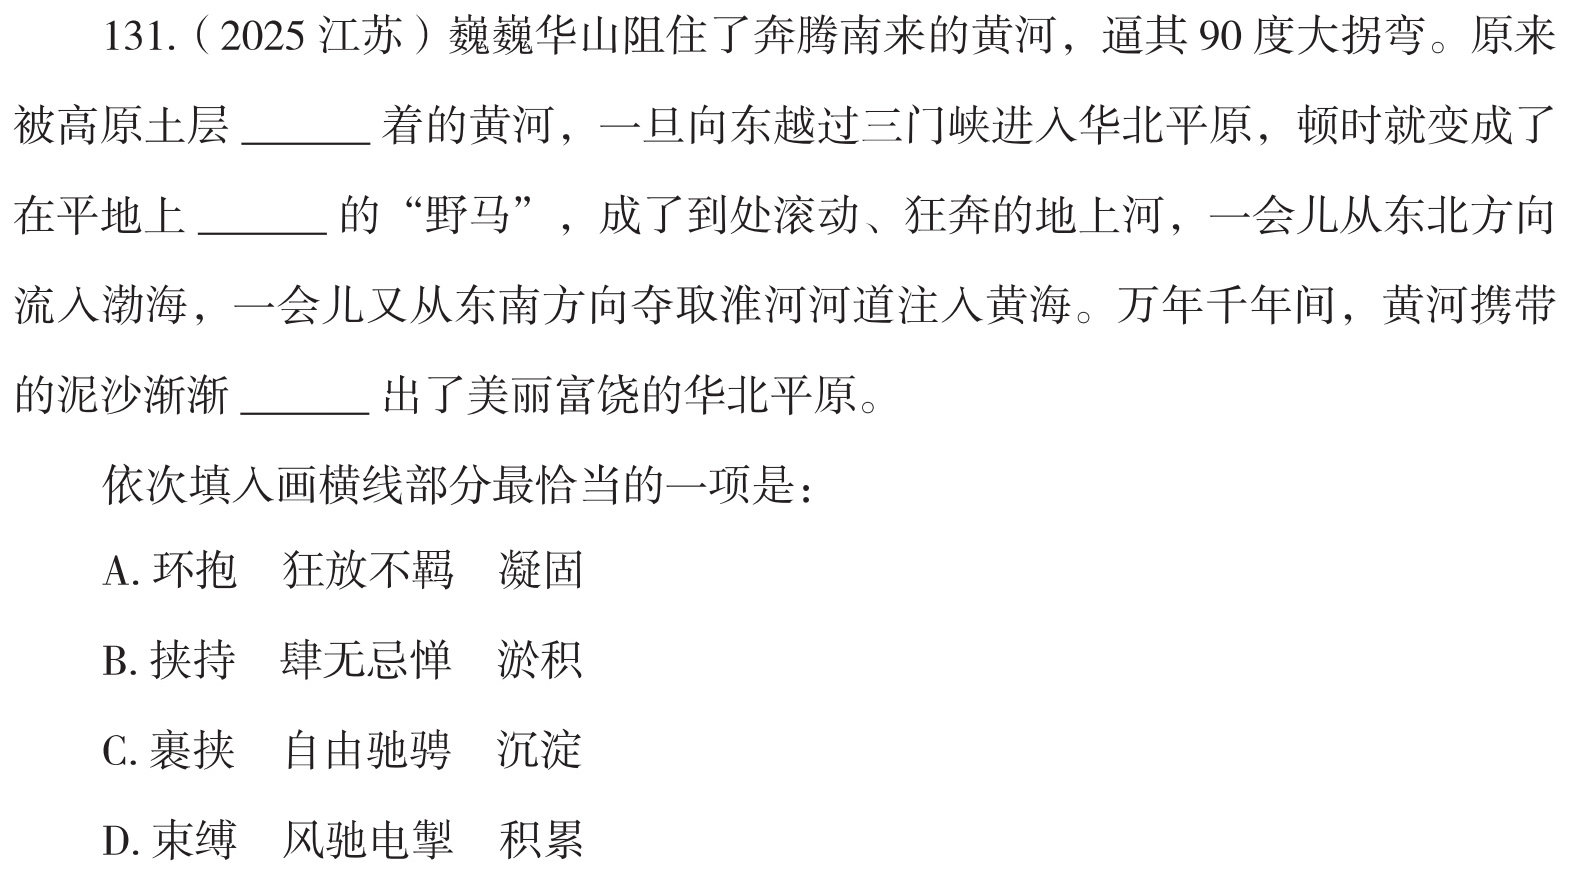 131.（2025 江苏）巍巍华山阻住了奔腾南来的黄河，逼其 90 度大拐弯。原来
被高原土层 ______ 着的黄河，一旦向东越过三门峡进入华北平原，顿时就变成了
在平地上 ______ 的“野马”，成了到处滚动、狂奔的地上河，一会儿从东北方向
流入渤海，一会儿又从东南方向夺取淮河河道注入黄海。万年千年间，黄河携带
的泥沙渐渐 ______ 出了美丽富饶的华北平原。
依次填入画横线部分最恰当的一项是：
A. 环抱　狂放不羁　凝固
B. 挟持　肆无忌惮　淤积
C. 裹挟　自由驰骋　沉淀
D. 束缚　风驰电掣　积累